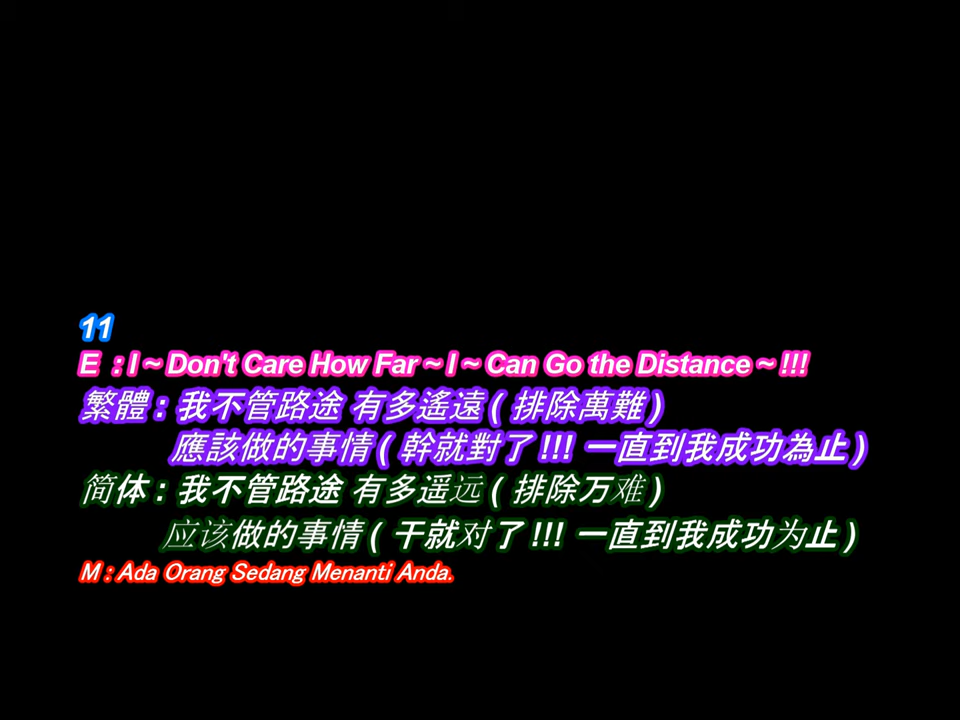 11
E : I ~ Don't Care How Far ~ I ~ Can Go the Distance ~ !!!
繁體 : 我不管路途 有多遙遠 ( 排除萬難 )
應該做的事情 ( 幹就對了 !!! 一直到我成功為止 )
简体 : 我不管路途 有多遥远 ( 排除万难 )
应该做的事情 ( 干就对了 !!! 一直到我成功为止 )
M : Ada Orang Sedang Menanti Anda.